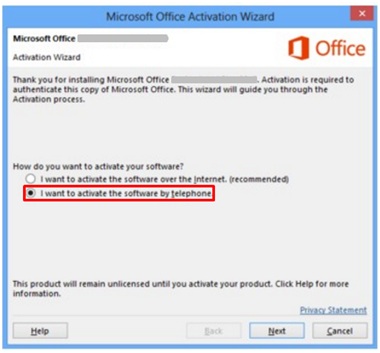 Microsoft Office Activation Wizard
Microsoft Office
Office
Activation Wizard
Thank you for installing Microsoft Office . Activation is required to
authenticate this copy of Microsoft Office. This wizard will guide you through the
Activation process.
How do you want to activate your software?
I want to activate the software over the Internet. (recommended)
I want to activate the software by telephone.
This product will remain unlicensed until you activate your product. Click Help for more
information.
Privacy Statement
Help
Back
Next
Cancel